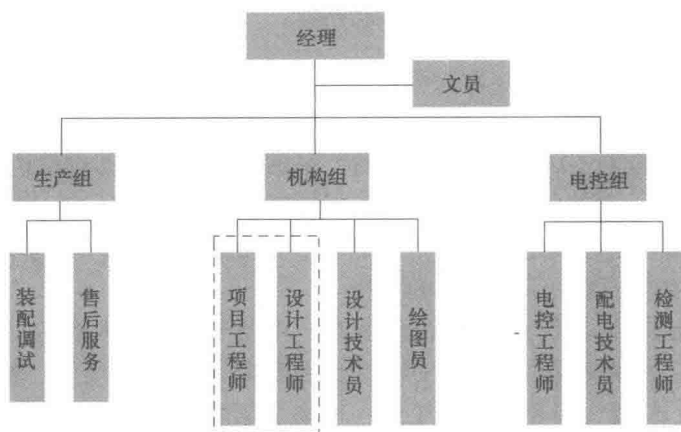 经理
文员
生产组
机构组
电控组
装配调试
售后服务
项目工程师
设计工程师
设计技术员
绘图员
电控工程师
配电技术员
检测工程师